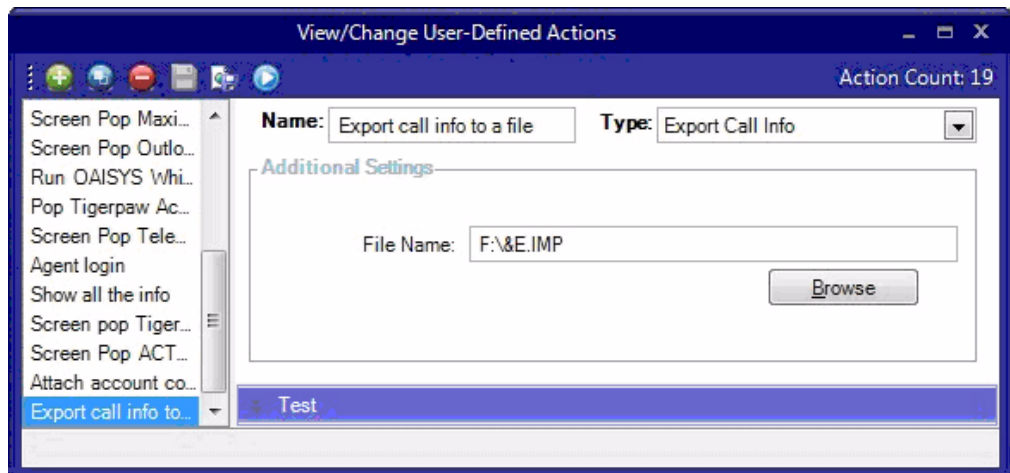 View/Change User-Defined Actions
Action Count: 19
Screen Pop Maxi...
Screen Pop Outlo...
Run OAISYS Whi...
Pop Tigerpaw Ac...
Screen Pop Tele...
Agent login
Show all the info
Screen pop Tiger...
Screen Pop ACT...
Attach account co...
Export call info to...
Name: Export call info to a file Type: Export Call Info
Additional Settings
File Name: F:\&E.IMP
Browse
Test